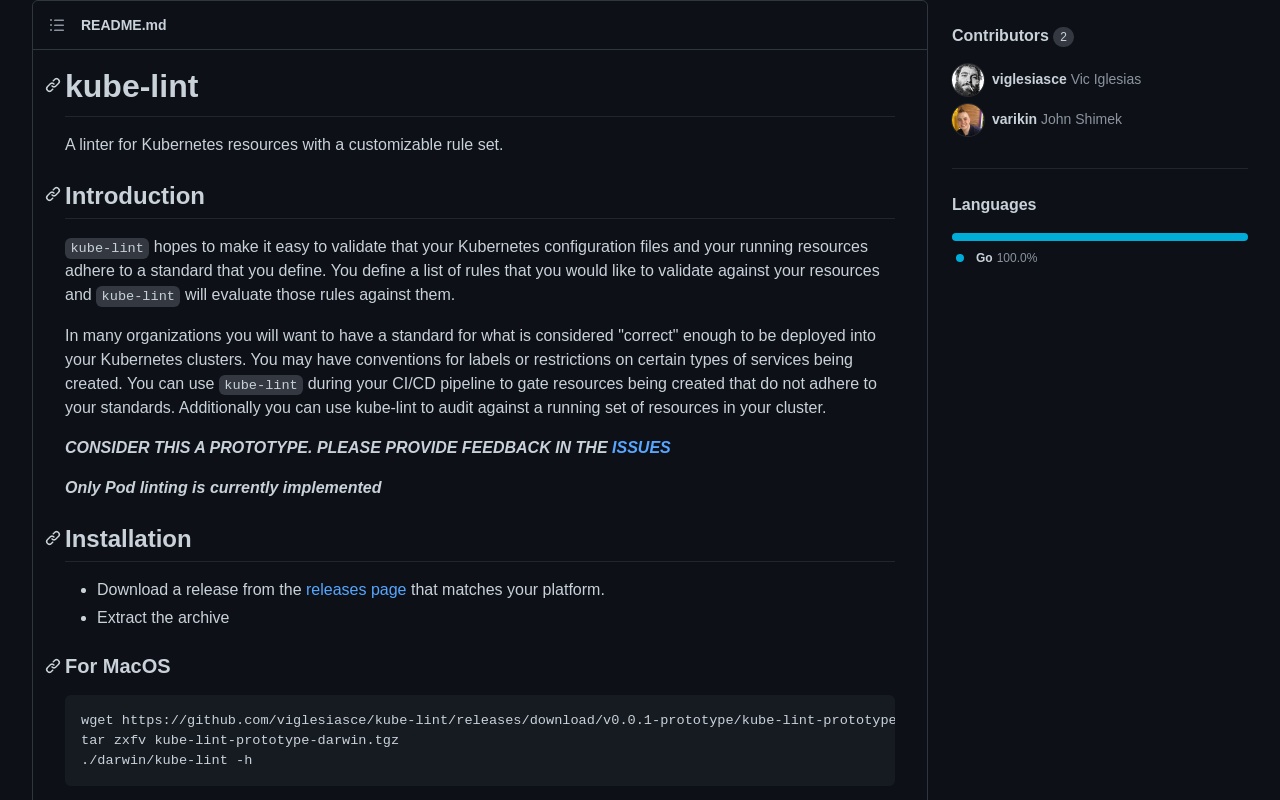 README.md
kube-lint
A linter for Kubernetes resources with a customizable rule set.
Introduction
kube-lint hopes to make it easy to validate that your Kubernetes configuration files and your running resources
adhere to a standard that you define. You define a list of rules that you would like to validate against your resources
and kube-lint will evaluate those rules against them.
In many organizations you will want to have a standard for what is considered "correct" enough to be deployed into
your Kubernetes clusters. You may have conventions for labels or restrictions on certain types of services being
created. You can use kube-lint during your CI/CD pipeline to gate resources being created that do not adhere to
your standards. Additionally you can use kube-lint to audit against a running set of resources in your cluster.
CONSIDER THIS A PROTOTYPE. PLEASE PROVIDE FEEDBACK IN THE ISSUES
Only Pod linting is currently implemented
Installation
Download a release from the releases page that matches your platform.
Extract the archive
For MacOS
wget https://github.com/viglesiasce/kube-lint/releases/download/v0.0.1-prototype/kube-lint-prototype
tar zxfv kube-lint-prototype-darwin.tgz
./darwin/kube-lint -h
Contributors 2
viglesiasce Vic Iglesias
varikin John Shimek
Languages
Go 100.0%